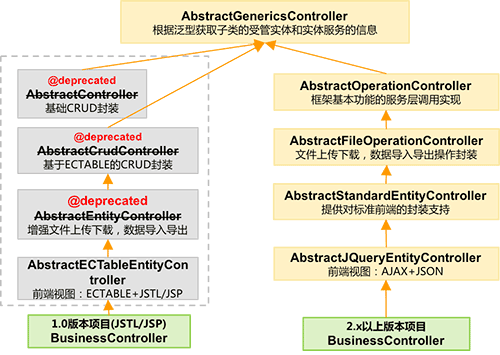 AbstractGenericsController
根据泛型获取子类的受管实体和实体服务的信息
@deprecated
AbstractController
基础CRUD封装
@deprecated
AbstractCrudController
基于ECTABLE的CRUD封装
@deprecated
AbstractEntityController
增强文件上传下载，数据导入导出
AbstractECTableEntityCon
troller
前端视图：ECTABLE+JSTL/JSP
1.0版本项目(JSTL/JSP)
BusinessController
AbstractOperationController
框架基本功能的服务层调用实现
AbstractFileOperationController
文件上传下载，数据导入导出操作封装
AbstractStandardEntityController
提供对标准前端的封装支持
AbstractJQueryEntityController
前端视图：AJAX+JSON
2.x以上版本项目
BusinessController